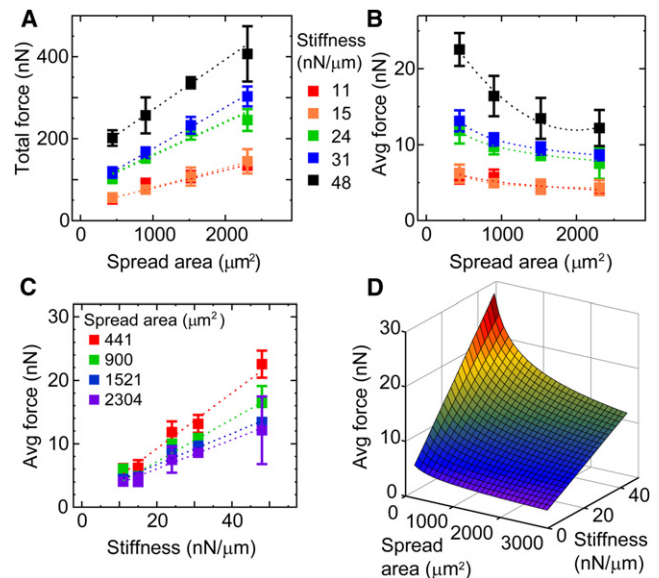 A
Total force (nN)
400
200
0
0
1000
2000
Spread area (μm²)
Stiffness
(nN/μm)
11
15
24
31
48
B
Avg force (nN)
20
10
0
0
1000
2000
Spread area (μm²)
C
Avg force (nN)
30
20
10
0
0
20
40
Stiffness (nN/μm)
Spread area (μm²)
441
900
1521
2304
D
Avg force (nN)
30
20
10
0
0
1000
2000
3000
Spread
area (μm²)
0
20
40
Stiffness
(nN/μm)